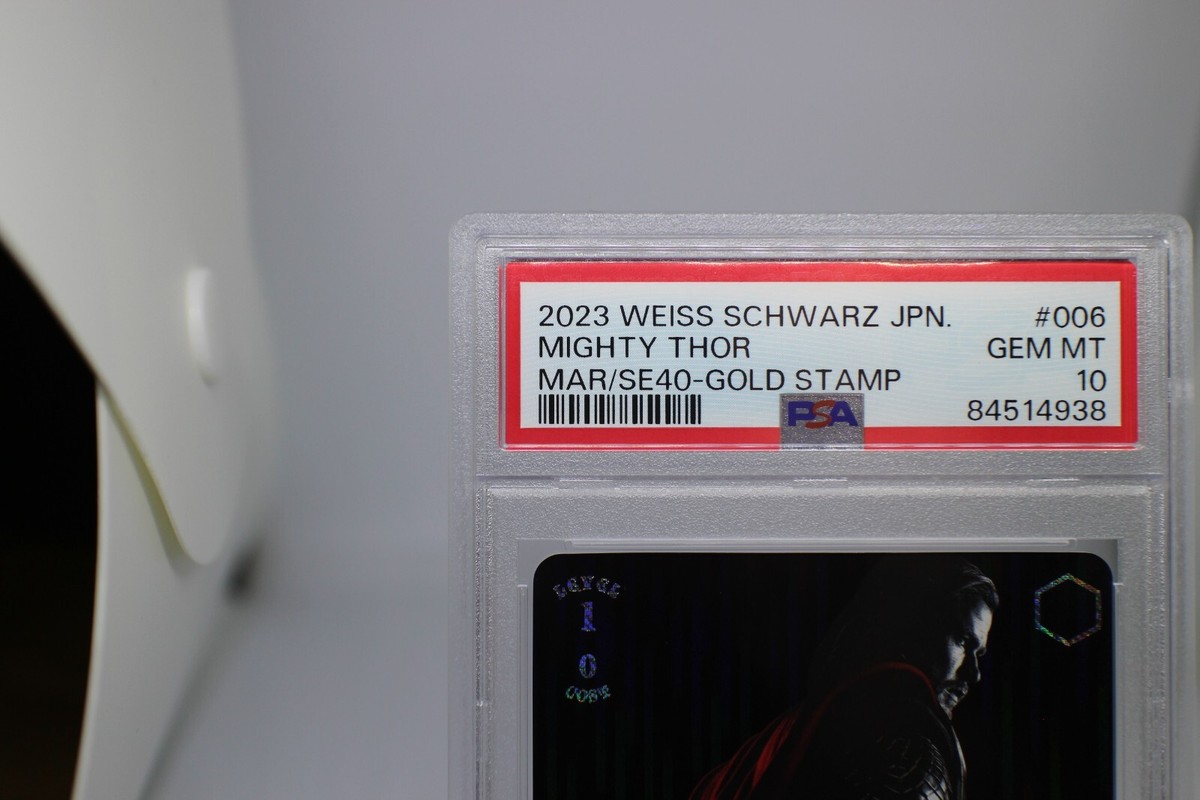 2023 WEISS SCHWARZ JPN. #006
MIGHTY THOR GEM MT
MAR/SE40-GOLD STAMP 10
PSA 84514938
LEVEL
1
0
COST